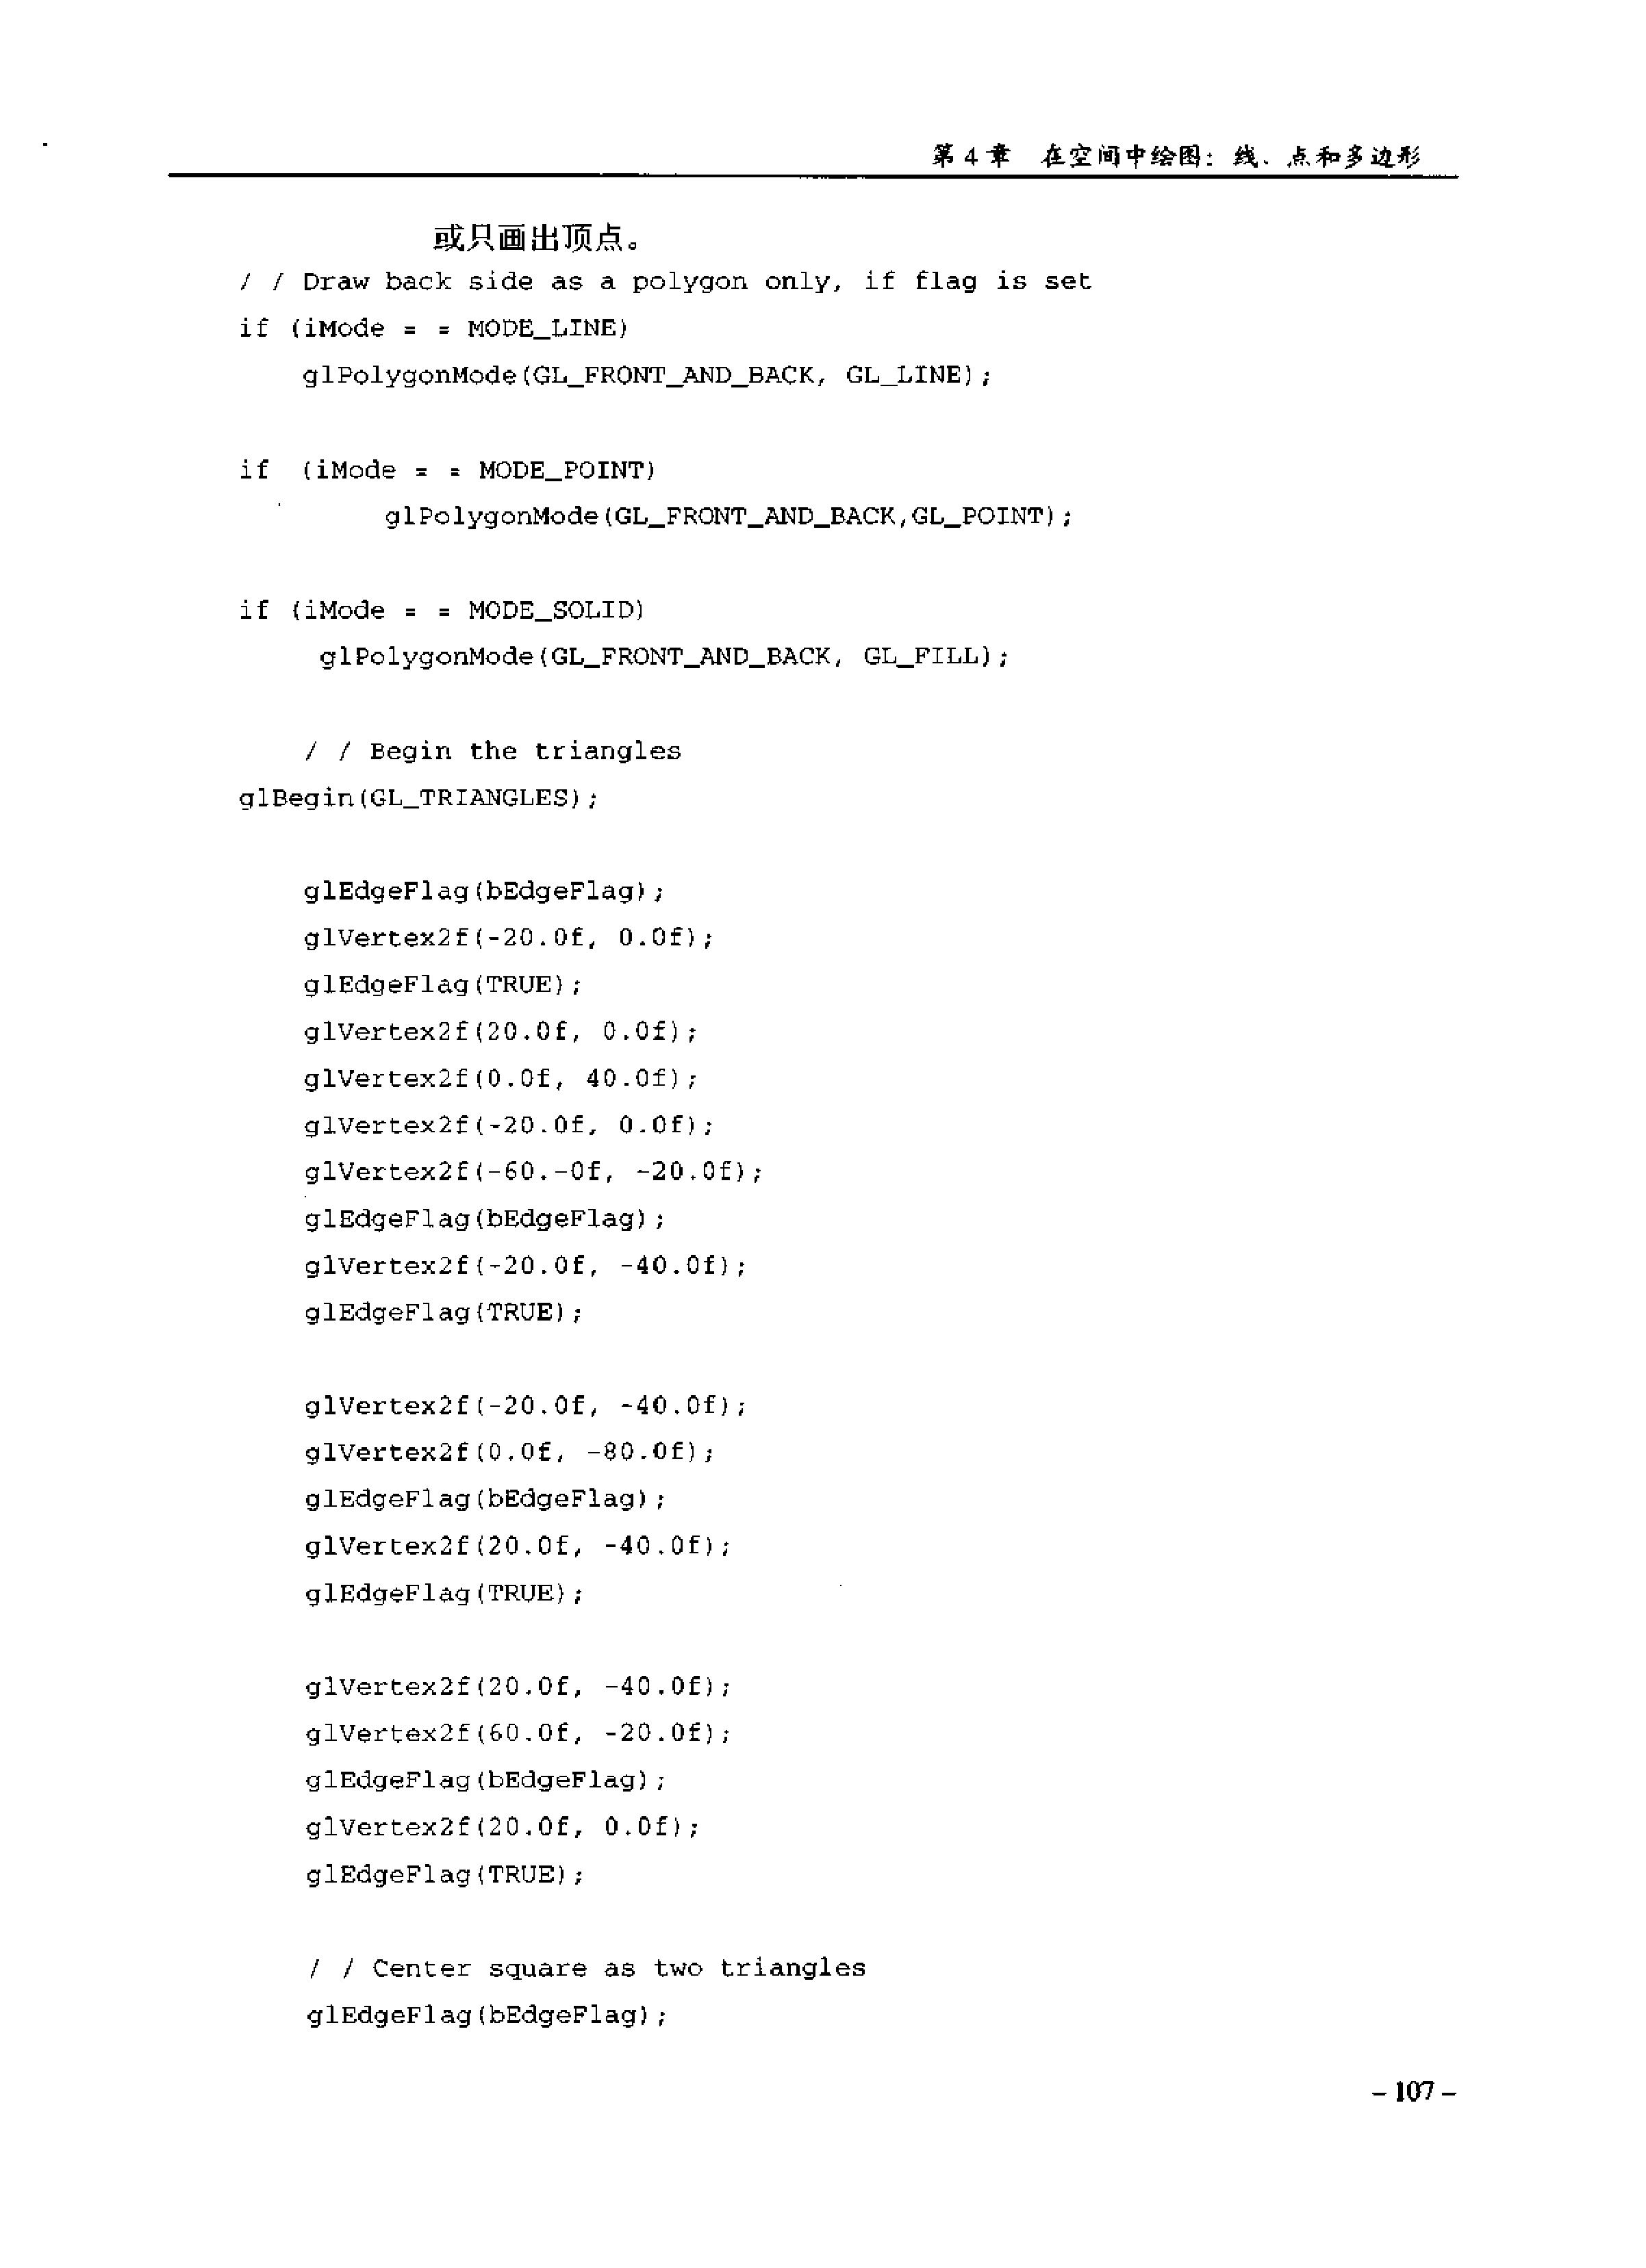 第 4 章 在空间中绘图：线、点和多边形
或只画出顶点。
/ / Draw back side as a polygon only, if flag is set
if (iMode = = MODE_LINE)
glPolygonMode(GL_FRONT_AND_BACK, GL_LINE);
if (iMode = = MODE_POINT)
glPolygonMode(GL_FRONT_AND_BACK,GL_POINT);
if (iMode = = MODE_SOLID)
glPolygonMode(GL_FRONT_AND_BACK, GL_FILL);
/ / Begin the triangles
glBegin(GL_TRIANGLES);
glEdgeFlag(bEdgeFlag);
glVertex2f(-20.0f, 0.0f);
glEdgeFlag(TRUE);
glVertex2f(20.0f, 0.0f);
glVertex2f(0.0f, 40.0f);
glVertex2f(-20.0f, 0.0f);
glVertex2f(-60.-0f, -20.0f);
glEdgeFlag(bEdgeFlag);
glVertex2f(-20.0f, -40.0f);
glEdgeFlag(TRUE);
glVertex2f(-20.0f, -40.0f);
glVertex2f(0.0f, -80.0f);
glEdgeFlag(bEdgeFlag);
glVertex2f(20.0f, -40.0f);
glEdgeFlag(TRUE);
glVertex2f(20.0f, -40.0f);
glVertex2f(60.0f, -20.0f);
glEdgeFlag(bEdgeFlag);
glVertex2f(20.0f, 0.0f);
glEdgeFlag(TRUE);
/ / Center square as two triangles
glEdgeFlag(bEdgeFlag);
- 107 -